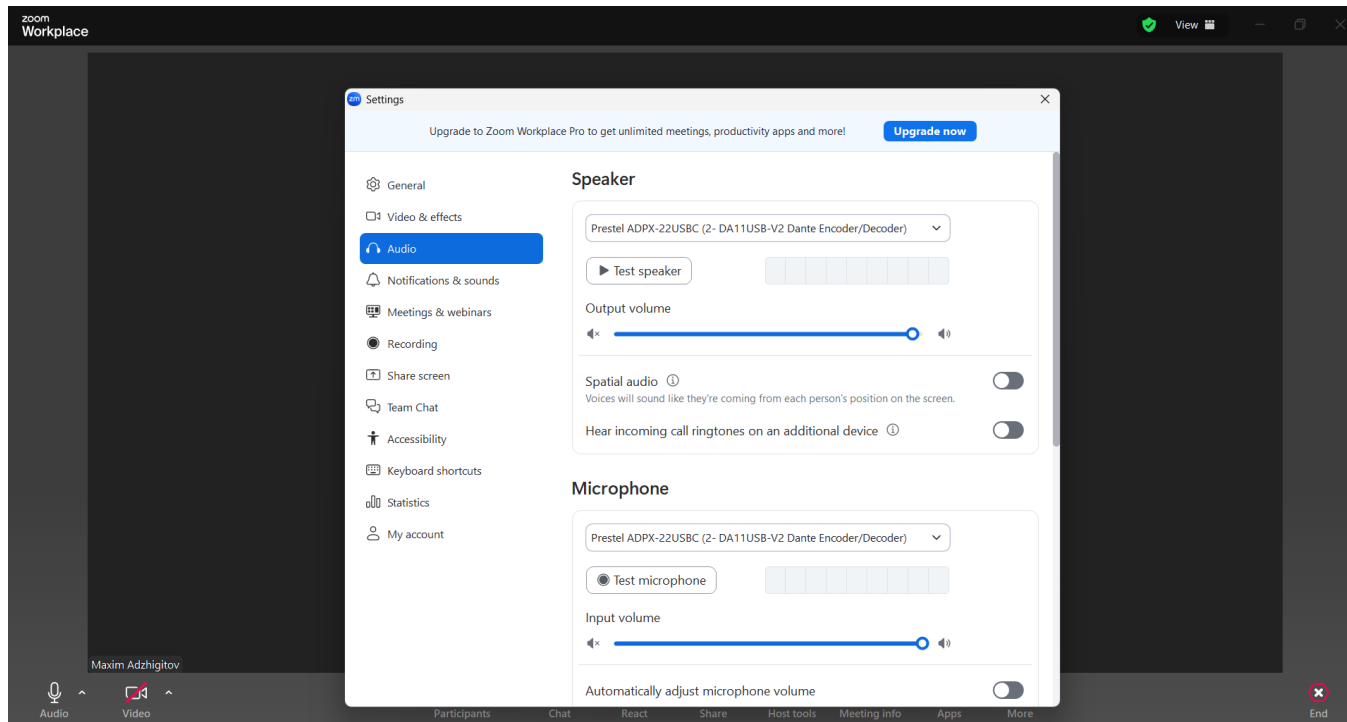 zoom
Workplace
View
Settings
Upgrade to Zoom Workplace Pro to get unlimited meetings, productivity apps and more!
Upgrade now
General
Video & effects
Audio
Notifications & sounds
Meetings & webinars
Recording
Share screen
Team Chat
Accessibility
Keyboard shortcuts
Statistics
My account
Speaker
Prestel ADPX-22USBC (2- DA11USB-V2 Dante Encoder/Decoder)
Test speaker
Output volume
Spatial audio
Voices will sound like they're coming from each person's position on the screen.
Hear incoming call ringtones on an additional device
Microphone
Prestel ADPX-22USBC (2- DA11USB-V2 Dante Encoder/Decoder)
Test microphone
Input volume
Automatically adjust microphone volume
Maxim Adzhigitov
Audio
Video
Participants
Chat
React
Share
Host tools
Meeting info
Apps
More
End